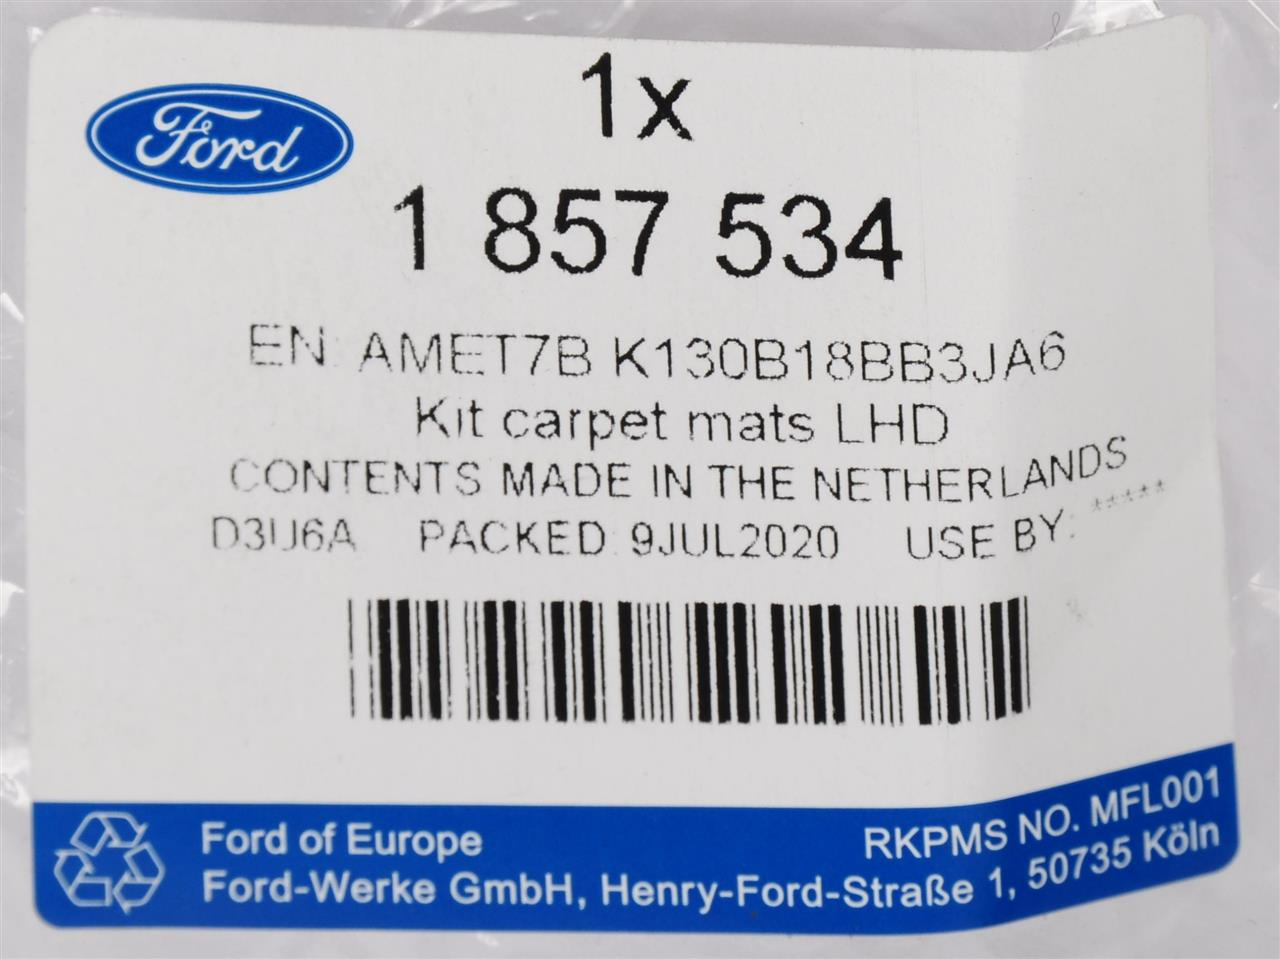 Ford
1x
1 857 534
EN: AMET7B K130B18BB3JA6
Kit carpet mats LHD
CONTENTS MADE IN THE NETHERLANDS
D3U6A PACKED: 9JUL2020 USE BY: *****
Ford of Europe
RKPMS NO. MFL001
Ford-Werke GmbH, Henry-Ford-Straße 1, 50735 Köln